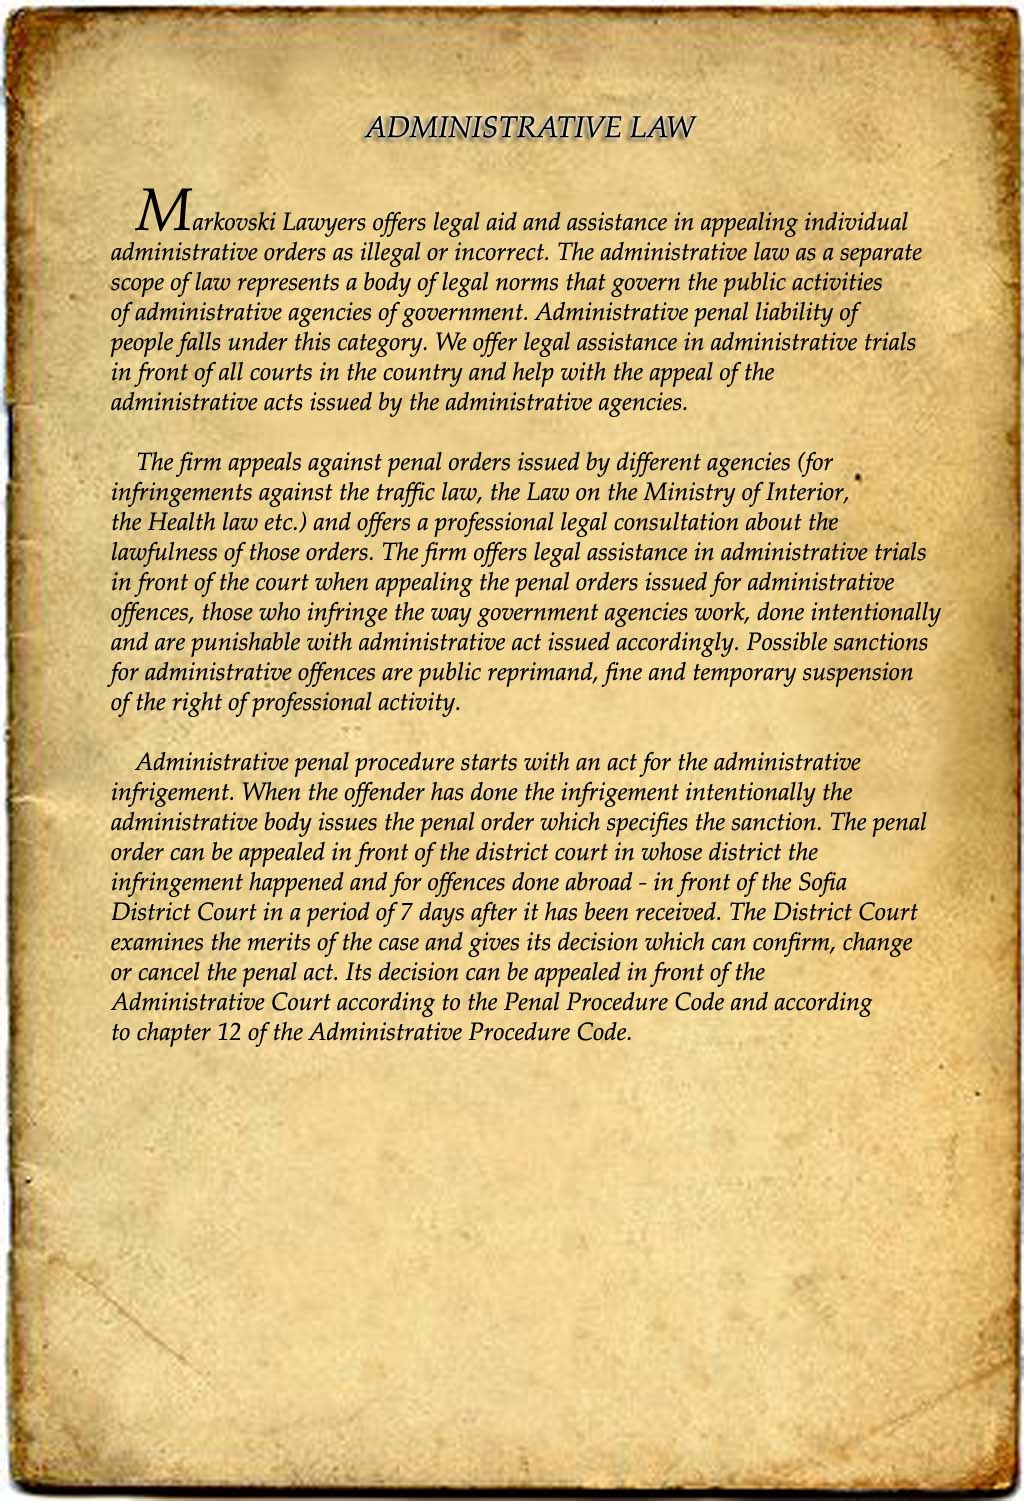 ADMINISTRATIVE LAW
Markovski Lawyers offers legal aid and assistance in appealing individual
administrative orders as illegal or incorrect. The administrative law as a separate
scope of law represents a body of legal norms that govern the public activities
of administrative agencies of government. Administrative penal liability of
people falls under this category. We offer legal assistance in administrative trials
in front of all courts in the country and help with the appeal of the
administrative acts issued by the administrative agencies.
The firm appeals against penal orders issued by different agencies (for
infringements against the traffic law, the Law on the Ministry of Interior,
the Health law etc.) and offers a professional legal consultation about the
lawfulness of those orders. The firm offers legal assistance in administrative trials
in front of the court when appealing the penal orders issued for administrative
offences, those who infringe the way government agencies work, done intentionally
and are punishable with administrative act issued accordingly. Possible sanctions
for administrative offences are public reprimand, fine and temporary suspension
of the right of professional activity.
Administrative penal procedure starts with an act for the administrative
infrigement. When the offender has done the infrigement intentionally the
administrative body issues the penal order which specifies the sanction. The penal
order can be appealed in front of the district court in whose district the
infringement happened and for offences done abroad - in front of the Sofia
District Court in a period of 7 days after it has been received. The District Court
examines the merits of the case and gives its decision which can confirm, change
or cancel the penal act. Its decision can be appealed in front of the
Administrative Court according to the Penal Procedure Code and according
to chapter 12 of the Administrative Procedure Code.